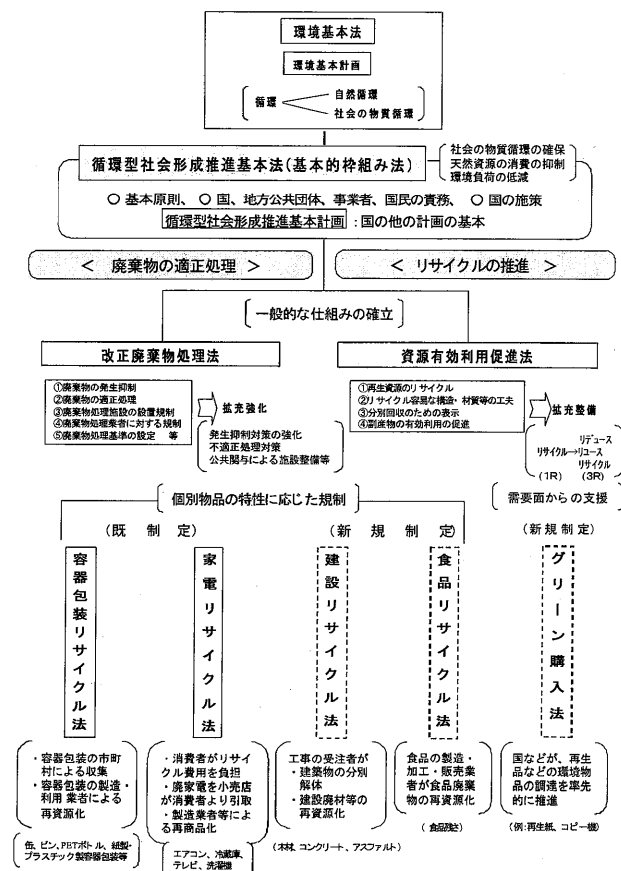 環境基本法
環境基本計画
循環
自然循環
社会の物質循環
循環型社会形成推進基本法(基本的枠組み法)
社会の物質循環の確保
天然資源の消費の抑制
環境負荷の低減
○ 基本原則、 ○ 国、地方公共団体、事業者、国民の責務、 ○ 国の施策
循環型社会形成推進基本計画 :国の他の計画の基本
＜ 廃棄物の適正処理 ＞
＜ リサイクルの推進 ＞
一般的な仕組みの確立
改正廃棄物処理法
①廃棄物の発生抑制
②廃棄物の適正処理
③廃棄物処理施設の設置規制
④廃棄物処理業者に対する規制
⑤廃棄物処理基準の設定 等
拡充強化
発生抑制対策の強化
不適正処理対策
公共関与による施設整備等
資源有効利用促進法
①再生資源のリサイクル
②リサイクル容易な構造・材質等の工夫
③分別回収のための表示
④副産物の有効利用の促進
拡充整備
リデュース
リサイクル→リユース
リサイクル
(1R) (3R)
個別物品の特性に応じた規制
需要面からの支援
(既制定)
(新規制定)
(新規制定)
容器包装リサイクル法
家電リサイクル法
建設リサイクル法
食品リサイクル法
グリーン購入法
・容器包装の市町
村による収集
・容器包装の製造・
利用業者による
再資源化
缶、ビン、PETボトル、紙製・
プラスチック製容器包装等
・消費者がリサイ
クル費用を負担
・廃家電を小売店
が消費者より引取
・製造業者等によ
る再商品化
エアコン、冷蔵庫、
テレビ、洗濯機
工事の受注者が
・建築物の分別
解体
・建設廃材等の
再資源化
(木材、コンクリート、アスファルト)
食品の製造・
加工・販売業
者が食品廃棄
物の再資源化
(食品残さ)
国などが、再生
品などの環境物
品の調達を率先
的に推進
(例:再生紙、コピー機)